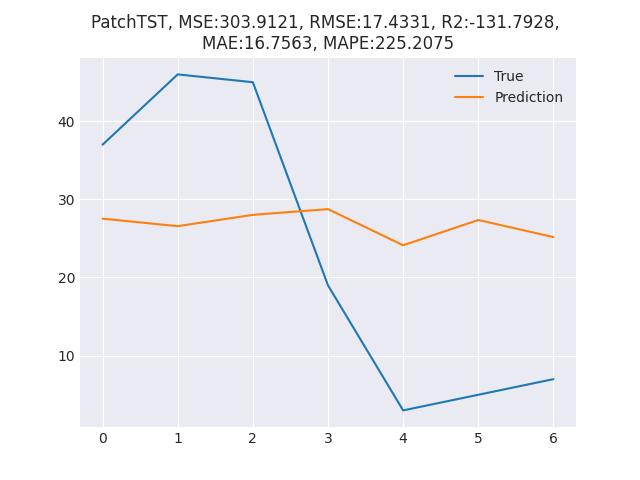 PatchTST, MSE:303.9121, RMSE:17.4331, R2:-131.7928,
MAE:16.7563, MAPE:225.2075
True
Prediction
40
30
20
10
0 1 2 3 4 5 6